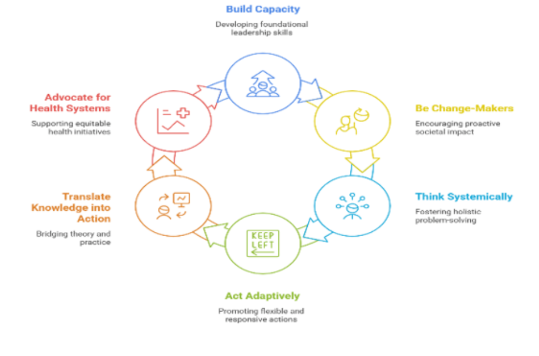 Build Capacity
Developing foundational
leadership skills
Be Change-Makers
Encouraging proactive
societal impact
Think Systemically
Fostering holistic
problem-solving
KEEP
LEFT
Act Adaptively
Promoting flexible and
responsive actions
Translate
Knowledge into
Action
Bridging theory and
practice
Advocate for
Health Systems
Supporting equitable
health initiatives